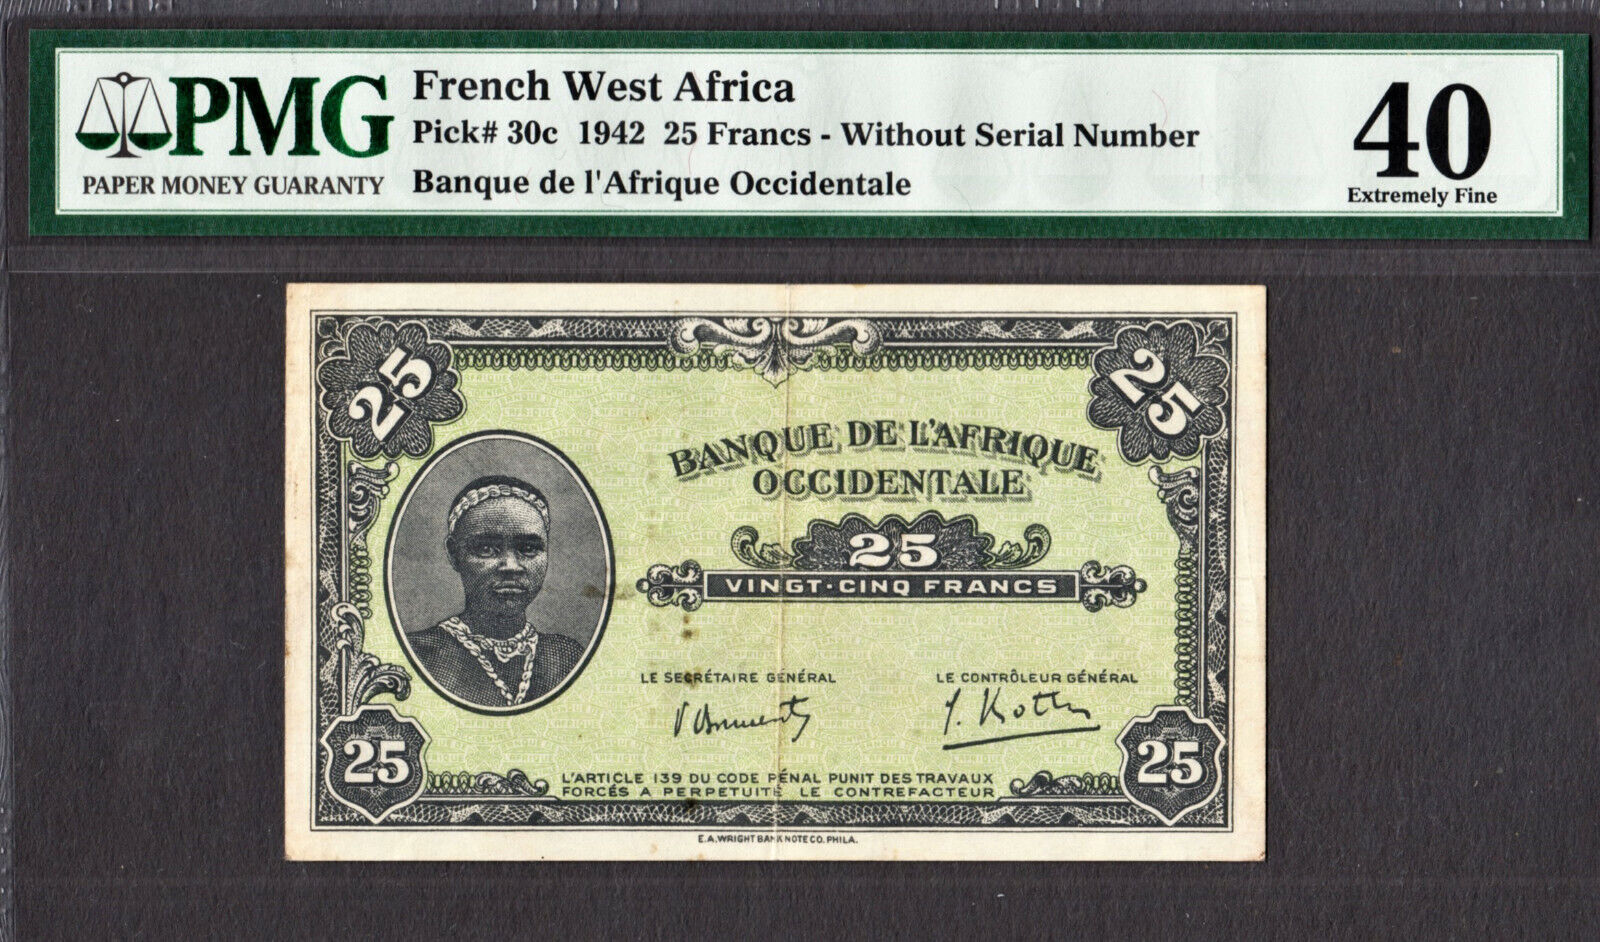 PMG
PAPER MONEY GUARANTY
French West Africa
Pick# 30c 1942 25 Francs - Without Serial Number
Banque de l'Afrique Occidentale
40
Extremely Fine
25
25
BANQUE DE L'AFRIQUE
OCCIDENTALE
25
VINGT-CINQ FRANCS
LE SECRÉTAIRE GÉNÉRAL
LE CONTRÔLEUR GÉNÉRAL
25
25
L'ARTICLE 139 DU CODE PÉNAL PUNIT DES TRAVAUX
FORCÉS A PERPETUITÉ LE CONTREFACTEUR
E.A. WRIGHT BANK NOTE CO. PHILA.